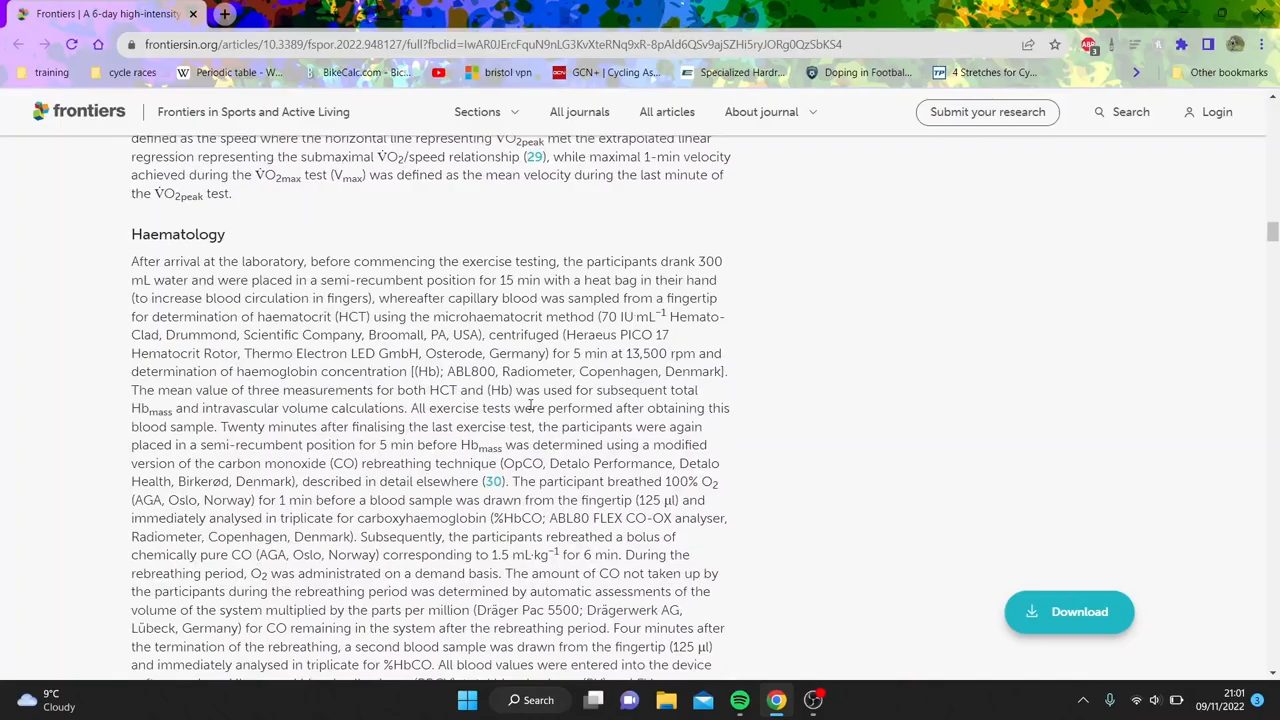 Frontiers | A 6-day high-intensity
frontiersin.org/articles/10.3389/fspor.2022.948127/full?fbclid=IwAR0JErcFquN9nLG3KvXteRNq9xR-8pAld6QSv9ajSZHi5ryJORg0QzSbKS4
ABP
3
training
cycle races
Periodic table - W...
BikeCalc.com - Bic...
bristol vpn
GCN+ | Cycling As...
Specialized Hardr...
Doping in Footbal...
4 Stretches for Cy...
Other bookmarks
frontiers
Frontiers in Sports and Active Living
Sections
All journals
All articles
About journal
Submit your research
Search
Login
defined as the speed where the horizontal line representing V̇O2peak met the extrapolated linear
regression representing the submaximal V̇O2/speed relationship (29), while maximal 1-min velocity
achieved during the V̇O2max test (Vmax) was defined as the mean velocity during the last minute of
the V̇O2peak test.
Haematology
After arrival at the laboratory, before commencing the exercise testing, the participants drank 300
mL water and were placed in a semi-recumbent position for 15 min with a heat bag in their hand
(to increase blood circulation in fingers), whereafter capillary blood was sampled from a fingertip
for determination of haematocrit (HCT) using the microhaematocrit method (70 IU·mL−1 Hemato-
Clad, Drummond, Scientific Company, Broomall, PA, USA), centrifuged (Heraeus PICO 17
Hematocrit Rotor, Thermo Electron LED GmbH, Osterode, Germany) for 5 min at 13,500 rpm and
determination of haemoglobin concentration [(Hb); ABL800, Radiometer, Copenhagen, Denmark].
The mean value of three measurements for both HCT and (Hb) was used for subsequent total
Hbmass and intravascular volume calculations. All exercise tests were performed after obtaining this
blood sample. Twenty minutes after finalising the last exercise test, the participants were again
placed in a semi-recumbent position for 5 min before Hbmass was determined using a modified
version of the carbon monoxide (CO) rebreathing technique (OpCO, Detalo Performance, Detalo
Health, Birkerød, Denmark), described in detail elsewhere (30). The participant breathed 100% O2
(AGA, Oslo, Norway) for 1 min before a blood sample was drawn from the fingertip (125 μl) and
immediately analysed in triplicate for carboxyhaemoglobin (%HbCO; ABL80 FLEX CO-OX analyser,
Radiometer, Copenhagen, Denmark). Subsequently, the participants rebreathed a bolus of
chemically pure CO (AGA, Oslo, Norway) corresponding to 1.5 mL·kg−1 for 6 min. During the
rebreathing period, O2 was administrated on a demand basis. The amount of CO not taken up by
the participants during the rebreathing period was determined by automatic assessments of the
volume of the system multiplied by the parts per million (Dräger Pac 5500; Drägerwerk AG,
Lübeck, Germany) for CO remaining in the system after the rebreathing period. Four minutes after
the termination of the rebreathing, a second blood sample was drawn from the fingertip (125 μl)
and immediately analysed in triplicate for %HbCO. All blood values were entered into the device
Download
9°C
Cloudy
Search
21:01
09/11/2022
3